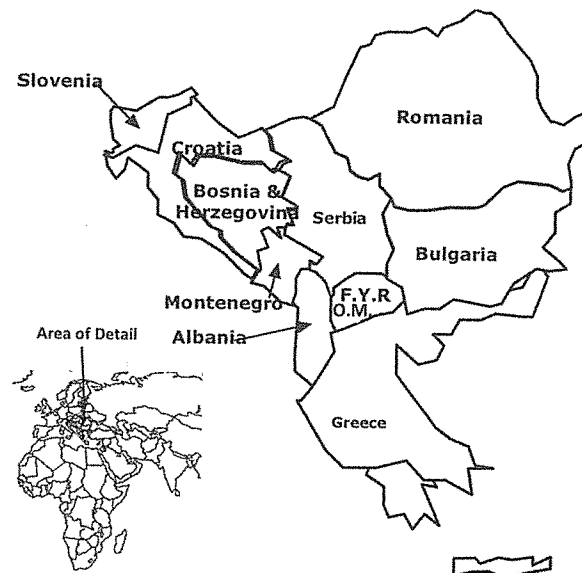 Slovenia
Croatia
Romania
Bosnia &
Herzegovina
Serbia
Bulgaria
Montenegro
F.Y.R
O.M.
Area of Detail
Albania
Greece